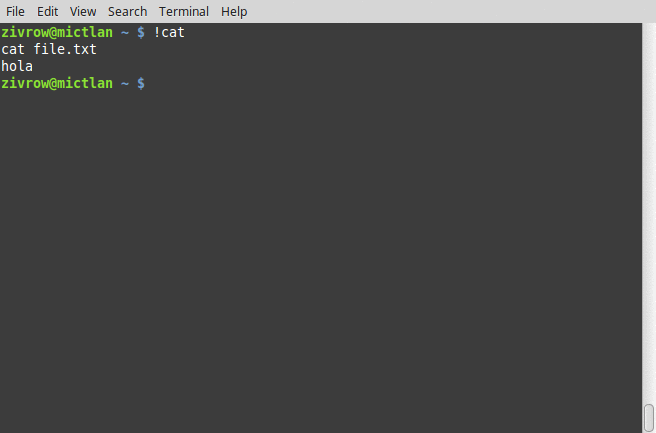 File Edit View Search Terminal Help
zivrow@mictlan ~ $ !cat
cat file.txt
hola
zivrow@mictlan ~ $